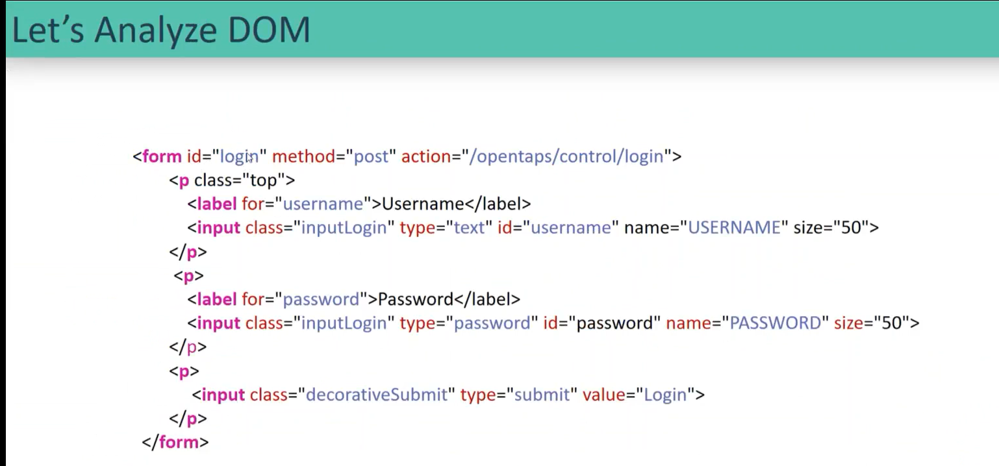 Let’s Analyze DOM
<form id="login" method="post" action="/opentaps/control/login">
<p class="top">
<label for="username">Username</label>
<input class="inputLogin" type="text" id="username" name="USERNAME" size="50">
</p>
<p>
<label for="password">Password</label>
<input class="inputLogin" type="password" id="password" name="PASSWORD" size="50">
</p>
<p>
<input class="decorativeSubmit" type="submit" value="Login">
</p>
</form>